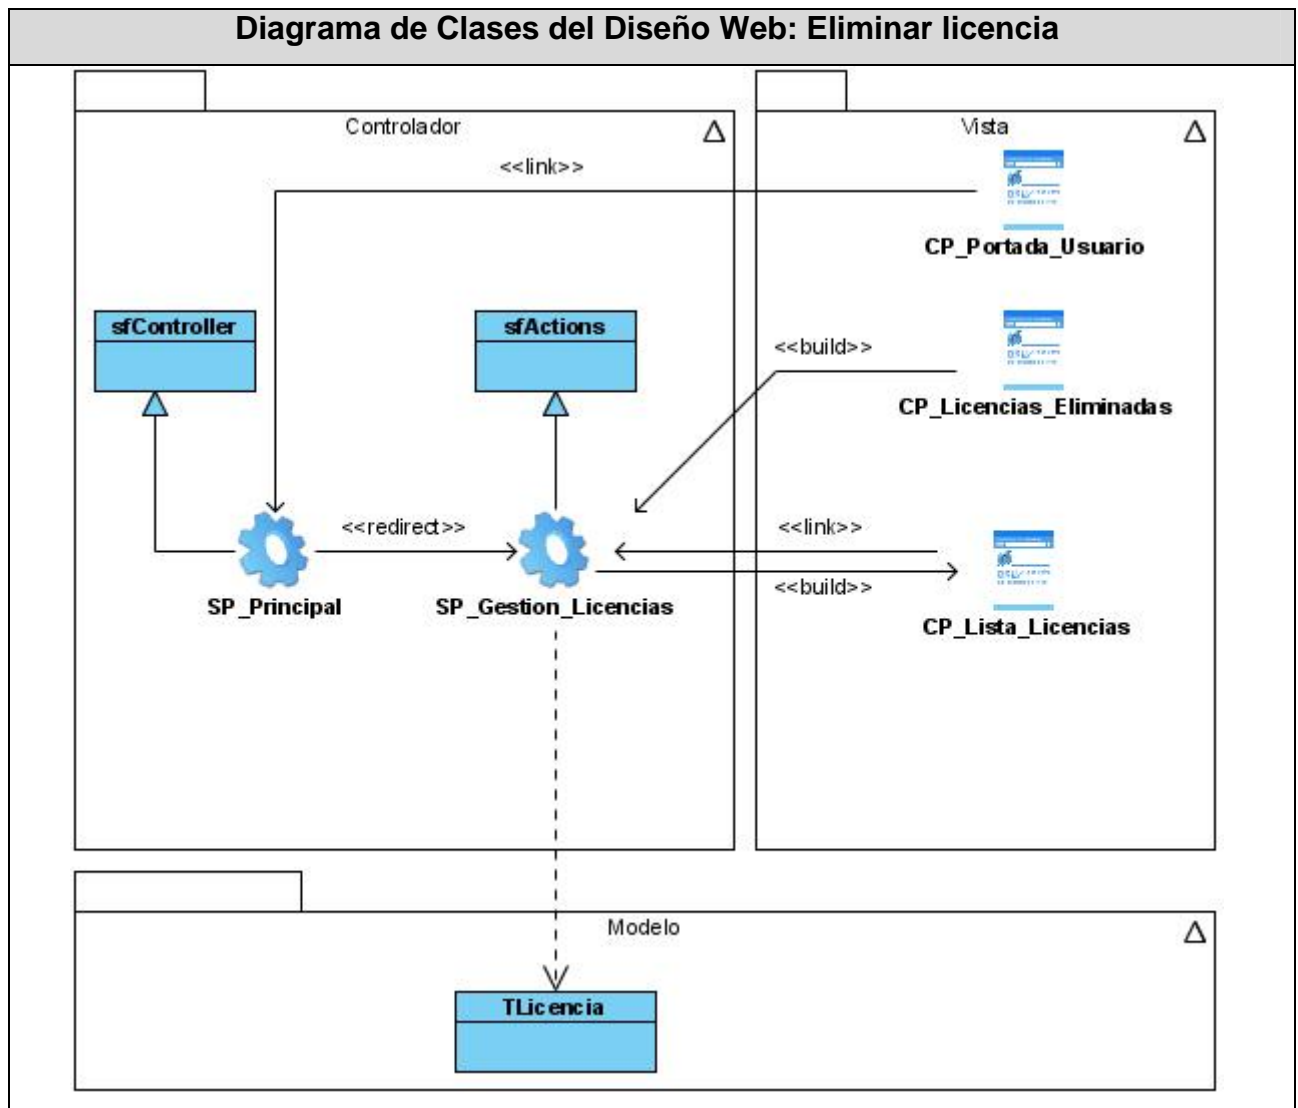 Diagrama de Clases del Diseño Web: Eliminar licencia
Controlador
Vista
<<link>>
CP_Portada_Usuario
sfController
sfActions
<<build>>
CP_Licencias_Eliminadas
<<redirect>>
<<link>>
<<build>>
SP_Principal
SP_Gestion_Licencias
CP_Lista_Licencias
Modelo
TLicencia